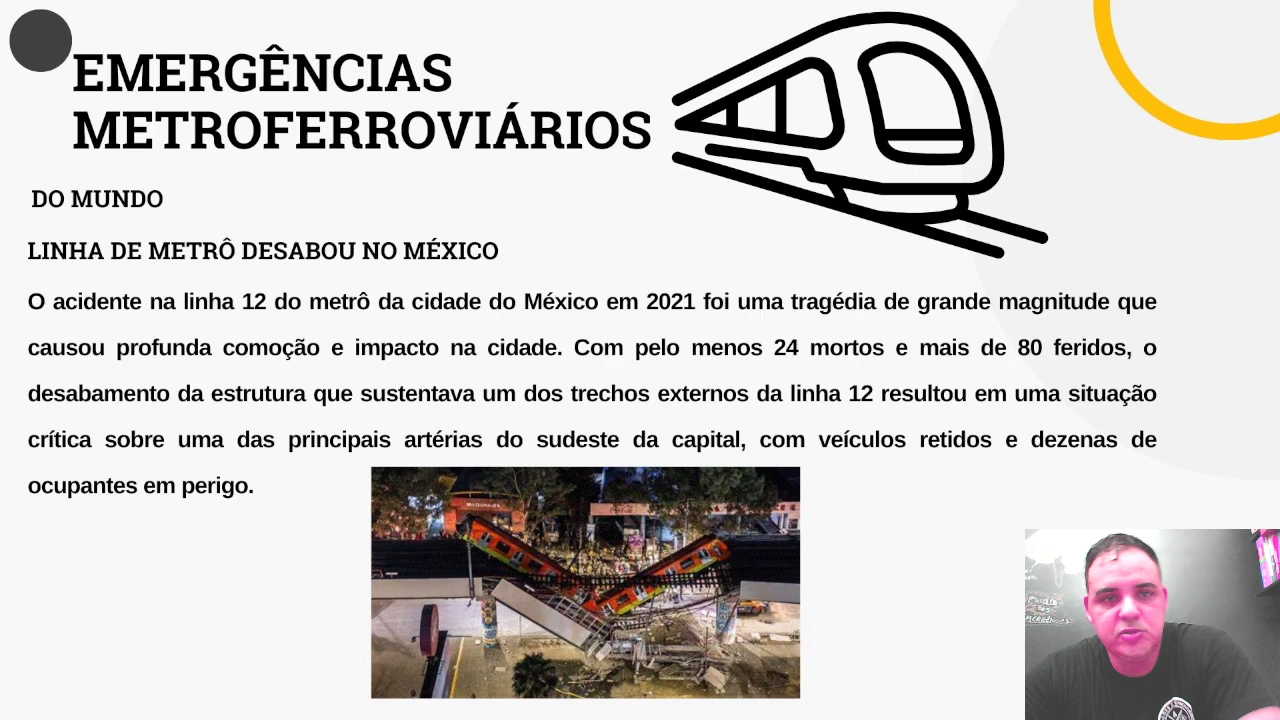 EMERGÊNCIAS
METROFERROVIÁRIOS
DO MUNDO
LINHA DE METRÔ DESABOU NO MÉXICO
O acidente na linha 12 do metrô da cidade do México em 2021 foi uma tragédia de grande magnitude que
causou profunda comoção e impacto na cidade. Com pelo menos 24 mortos e mais de 80 feridos, o
desabamento da estrutura que sustentava um dos trechos externos da linha 12 resultou em uma situação
crítica sobre uma das principais artérias do sudeste da capital, com veículos retidos e dezenas de
ocupantes em perigo.